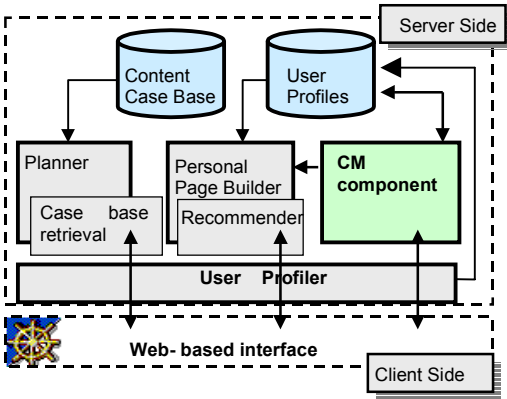 Server Side
Content
Case Base
User
Profiles
Planner
Case base
retrieval
Personal
Page Builder
Recommender
CM
component
User Profiler
Web- based interface
Client Side